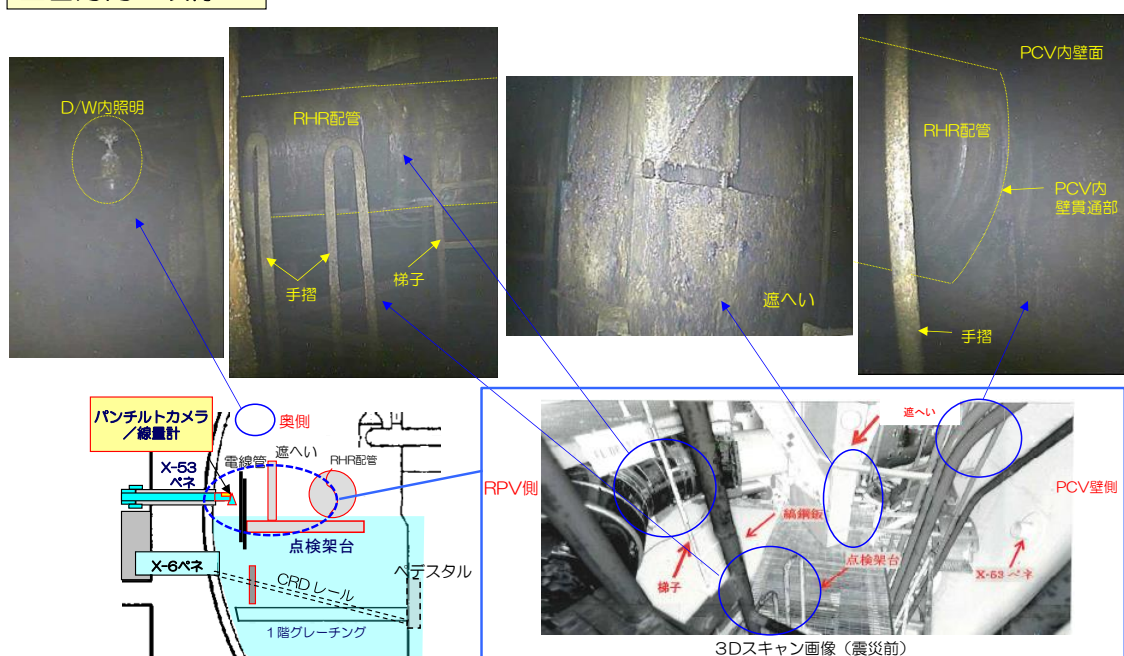 D/W内照明
RHR配管
手摺
梯子
遮へい
PCV内壁面
RHR配管
PCV内
壁貫通部
手摺
パンチルトカメラ
／線量計
奥側
X-53
ペネ
電線管
遮へい
RHR配管
点検架台
X-6ペネ
CRDレール
ペデスタル
1階グレーチング
RPV側
遮へい
PCV壁側
縞鋼鈑
点検架台
梯子
X-53 ペネ
3Dスキャン画像（震災前）